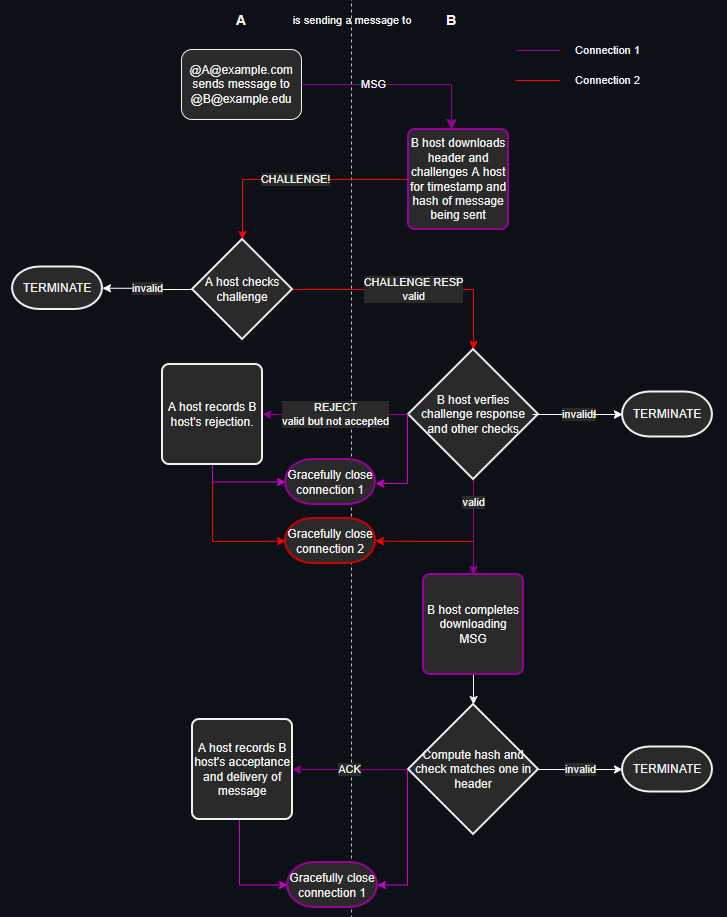 A is sending a message to B
Connection 1
Connection 2
@A@example.com
sends message to
@B@example.edu
MSG
B host downloads
header and
challenges A host
for timestamp and
hash of message
being sent
CHALLENGE!
A host checks
challenge
invalid
TERMINATE
CHALLENGE RESP
valid
B host verfies
challenge response
and other checks
invalid!
TERMINATE
REJECT
valid but not accepted
A host records B
host's rejection.
Gracefully close
connection 1
Gracefully close
connection 2
valid
B host completes
downloading
MSG
Compute hash and
check matches one in
header
invalid
TERMINATE
ACK
A host records B
host's acceptance
and delivery of
message
Gracefully close
connection 1